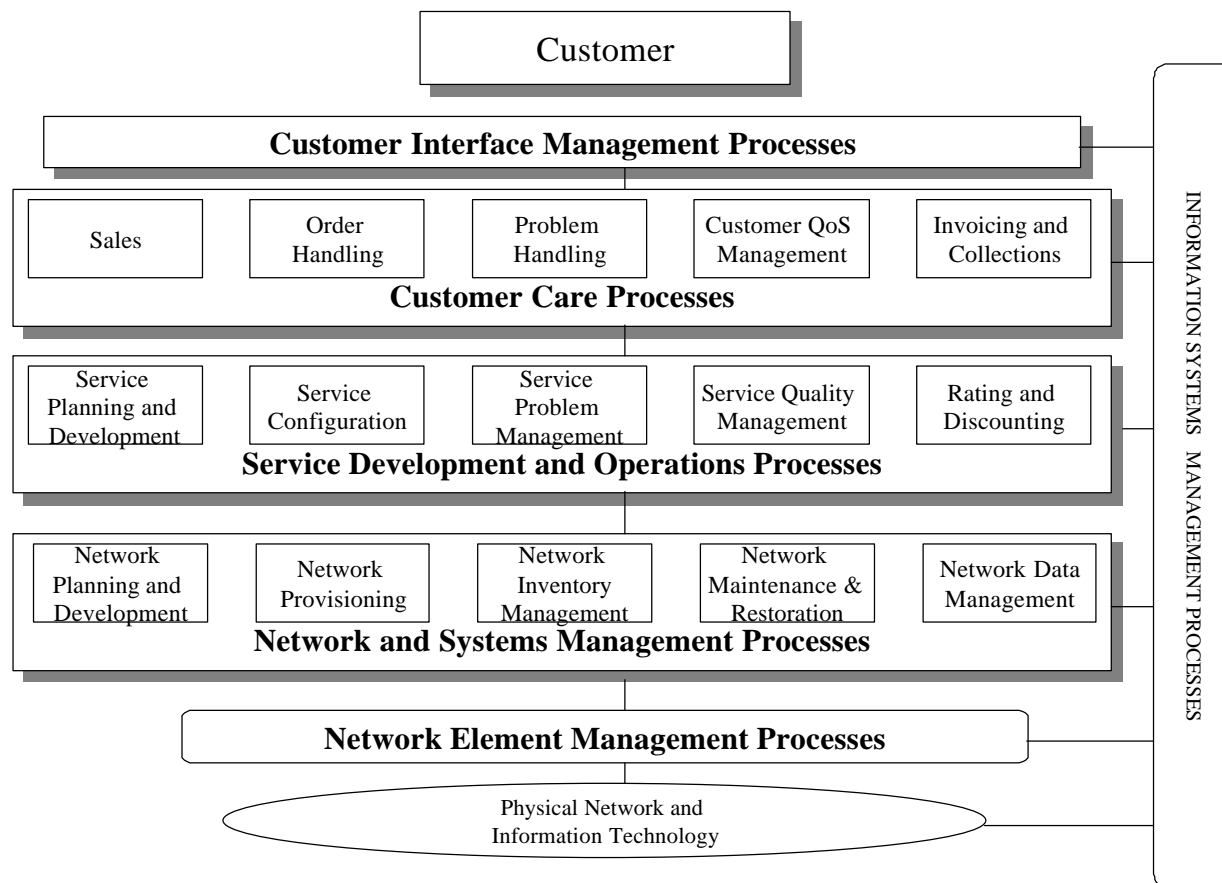 Customer
Customer Interface Management Processes
Sales
Order
Handling
Problem
Handling
Customer QoS
Management
Invoicing and
Collections
Customer Care Processes
Service
Planning and
Development
Service
Configuration
Service
Problem
Management
Service Quality
Management
Rating and
Discounting
Service Development and Operations Processes
Network
Planning and
Development
Network
Provisioning
Network
Inventory
Management
Network
Maintenance &
Restoration
Network Data
Management
Network and Systems Management Processes
Network Element Management Processes
Physical Network and
Information Technology
INFORMATION SYSTEMS MANAGEMENT PROCESSES